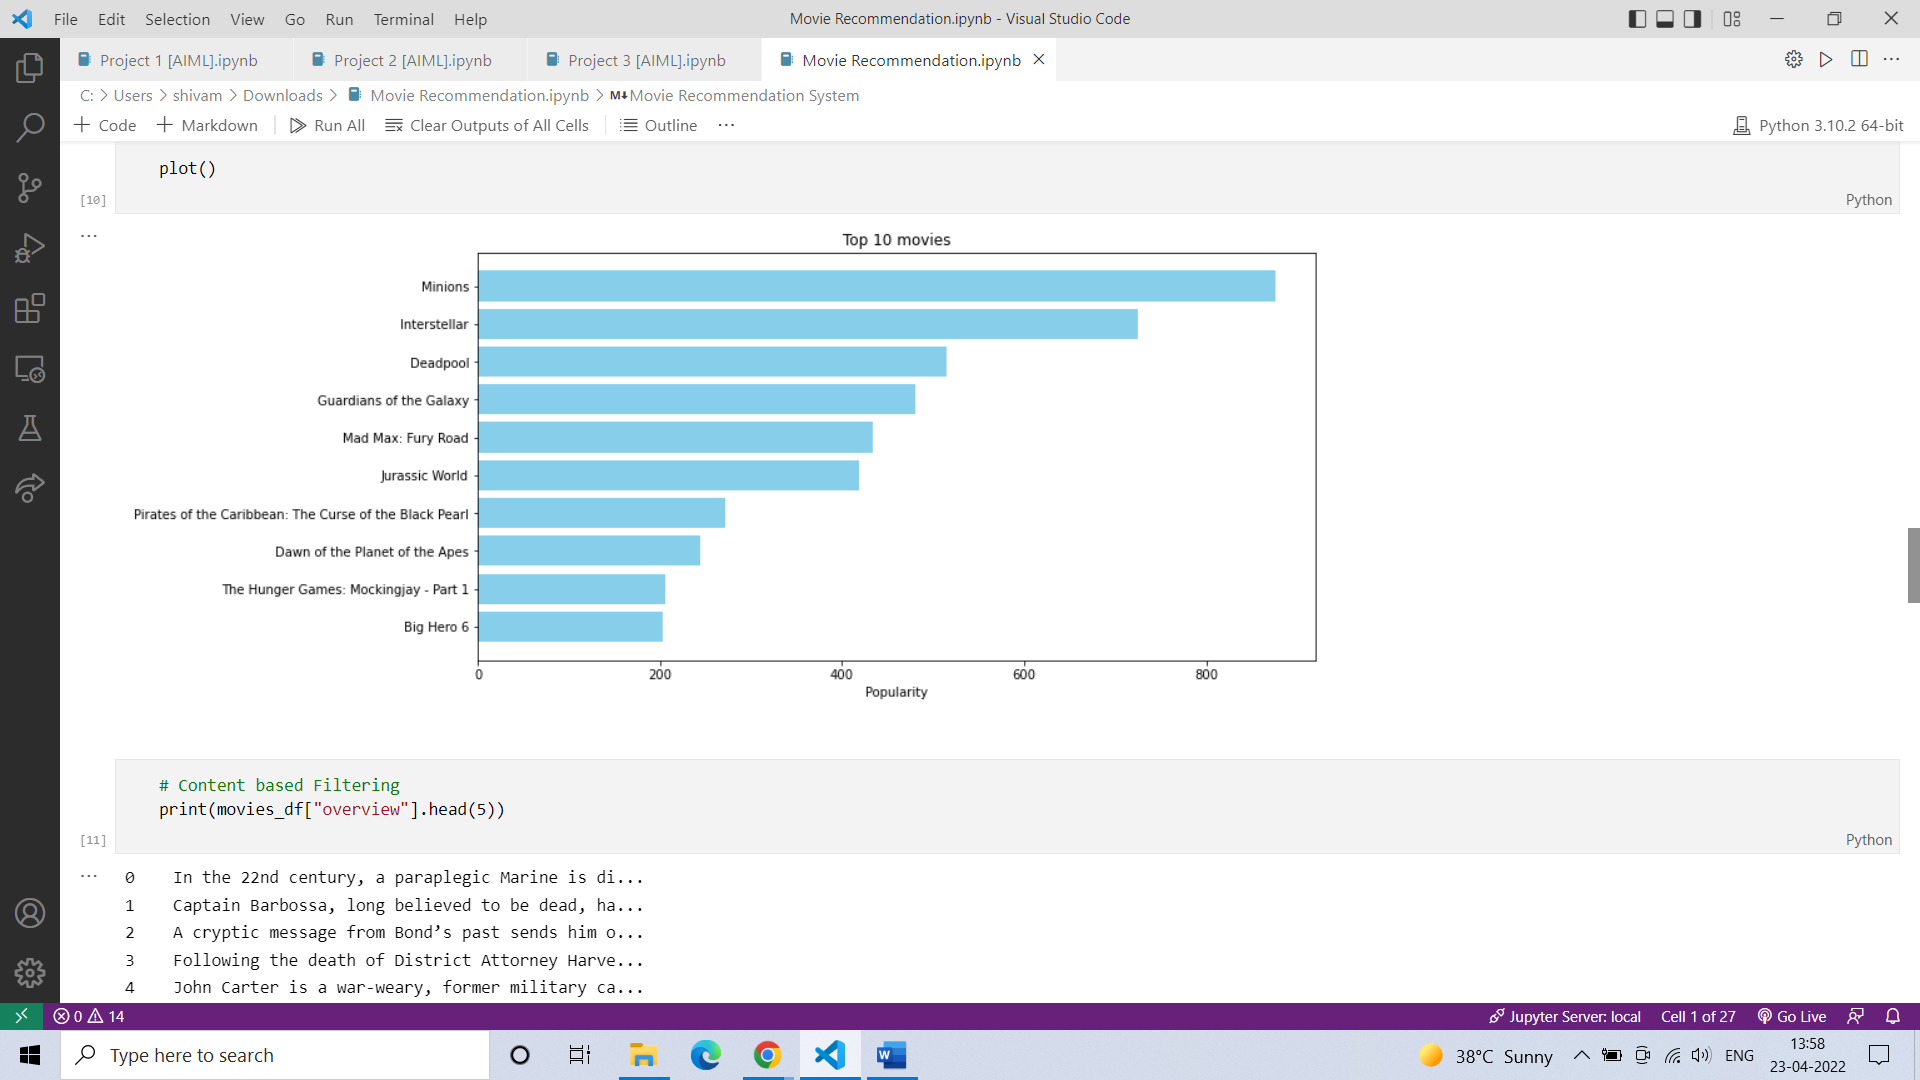 File Edit Selection View Go Run Terminal Help
Movie Recommendation.ipynb - Visual Studio Code
Project 1 [AIML].ipynb
Project 2 [AIML].ipynb
Project 3 [AIML].ipynb
Movie Recommendation.ipynb
C: > Users > shivam > Downloads > Movie Recommendation.ipynb > M↓Movie Recommendation System
+ Code + Markdown Run All Clear Outputs of All Cells Outline ...
Python 3.10.2 64-bit
plot()
[10]
Python
...
Top 10 movies
Minions
Interstellar
Deadpool
Guardians of the Galaxy
Mad Max: Fury Road
Jurassic World
Pirates of the Caribbean: The Curse of the Black Pearl
Dawn of the Planet of the Apes
The Hunger Games: Mockingjay - Part 1
Big Hero 6
0 200 400 600 800
Popularity
# Content based Filtering
print(movies_df["overview"].head(5))
[11]
Python
...
0 In the 22nd century, a paraplegic Marine is di...
1 Captain Barbossa, long believed to be dead, ha...
2 A cryptic message from Bond’s past sends him o...
3 Following the death of District Attorney Harve...
4 John Carter is a war-weary, former military ca...
0 14
Jupyter Server: local Cell 1 of 27 Go Live
Type here to search
38°C Sunny
ENG
13:58
23-04-2022